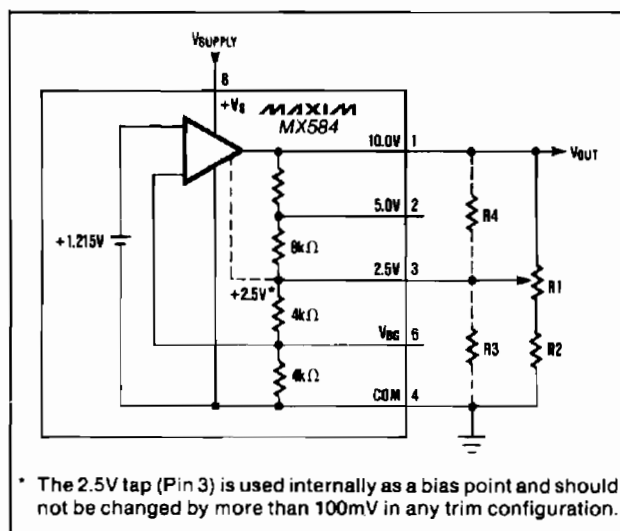 VSUPPLY
8
+VS
MAXIM
MX584
10.0V 1
VOUT
5.0V 2
R4
+1.215V
8kΩ
2.5V 3
+2.5V*
R1
4kΩ
VBG 6
R3
R2
4kΩ
COM 4
* The 2.5V tap (Pin 3) is used internally as a bias point and should
not be changed by more than 100mV in any trim configuration.